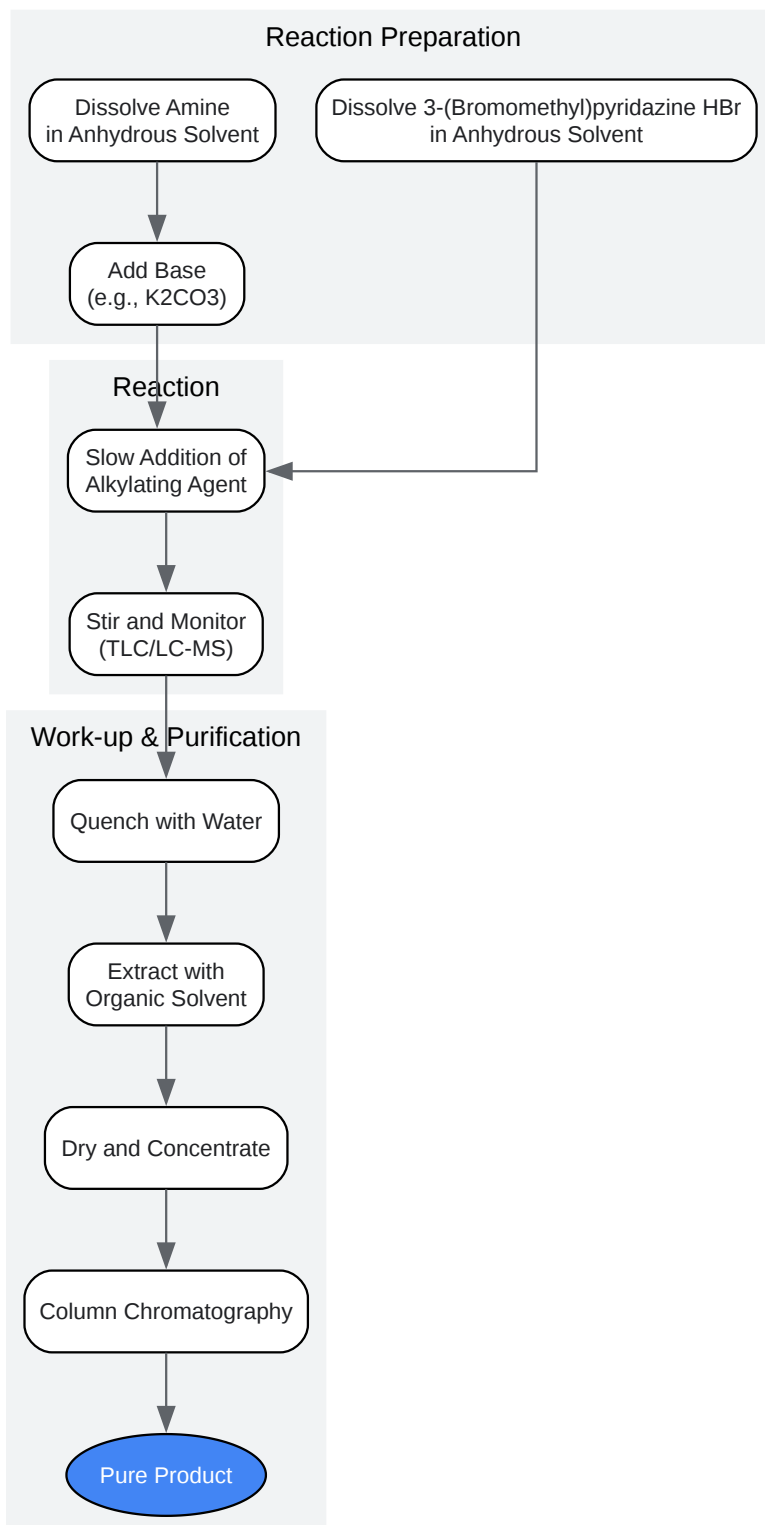 Reaction Preparation
Dissolve Amine
in Anhydrous Solvent
Dissolve 3-(Bromomethyl)pyridazine HBr
in Anhydrous Solvent
Add Base
(e.g., K2CO3)
Reaction
Slow Addition of
Alkylating Agent
Stir and Monitor
(TLC/LC-MS)
Work-up & Purification
Quench with Water
Extract with
Organic Solvent
Dry and Concentrate
Column Chromatography
Pure Product